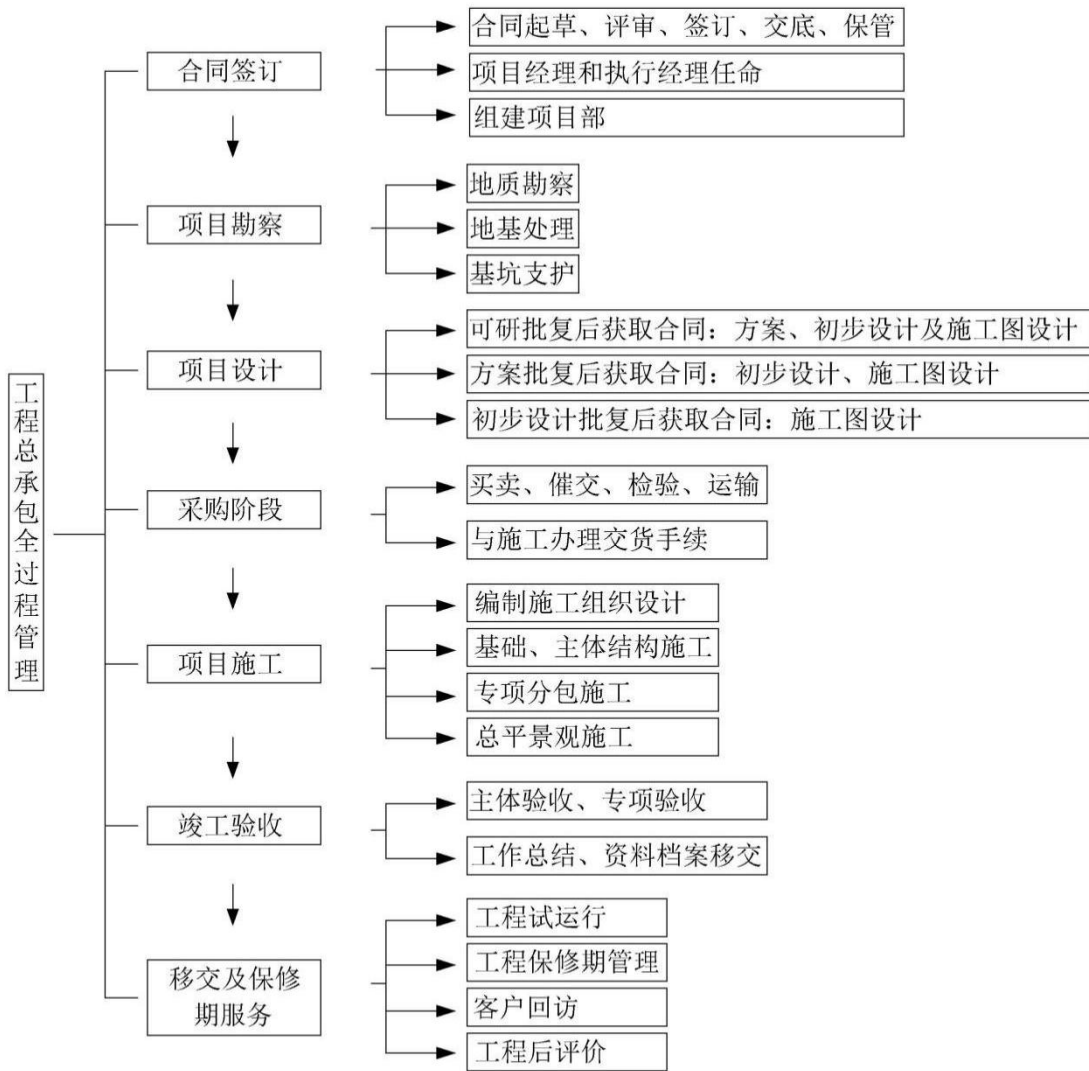 工程总承包全过程管理
合同签订
合同起草、评审、签订、交底、保管
项目经理和执行经理任命
组建项目部
项目勘察
地质勘察
地基处理
基坑支护
项目设计
可研批复后获取合同：方案、初步设计及施工图设计
方案批复后获取合同：初步设计、施工图设计
初步设计批复后获取合同：施工图设计
采购阶段
买卖、催交、检验、运输
与施工办理交货手续
项目施工
编制施工组织设计
基础、主体结构施工
专项分包施工
总平景观施工
竣工验收
主体验收、专项验收
工作总结、资料档案移交
移交及保修
期服务
工程试运行
工程保修期管理
客户回访
工程后评价